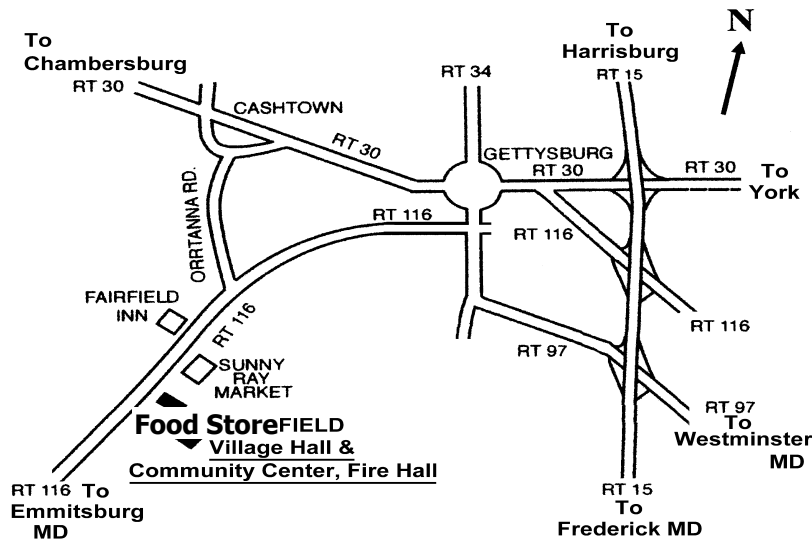 N
To
Chambersburg
RT 30
To
Harrisburg
RT 15
RT 34
CASHTOWN
RT 30
GETTYSBURG
RT 30
RT 30
To
York
ORRTANNA RD.
RT 116
RT 116
FAIRFIELD
INN
RT 116
RT 116
SUNNY
RAY
MARKET
RT 97
Food StoreFIELD
Village Hall &
Community Center, Fire Hall
RT 97
To
Westminster
MD
RT 116 To
Emmitsburg
MD
RT 15
To
Frederick MD